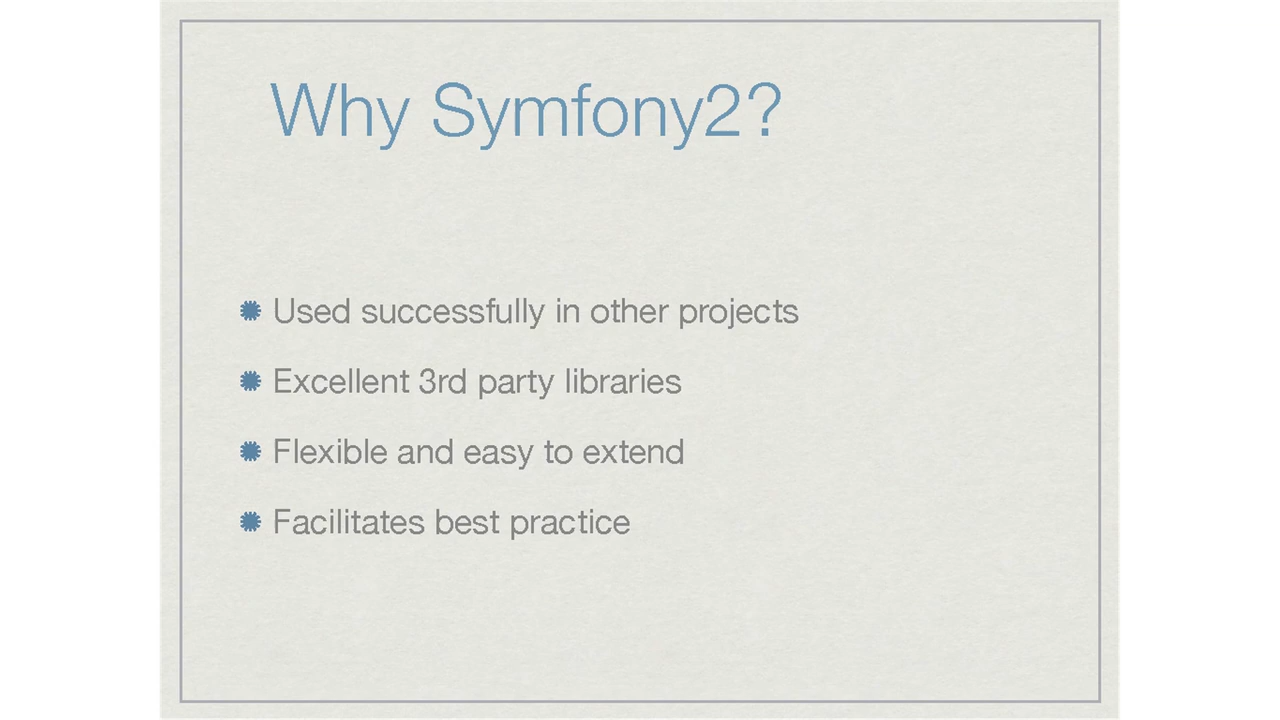 Why Symfony2?
Used successfully in other projects
Excellent 3rd party libraries
Flexible and easy to extend
Facilitates best practice